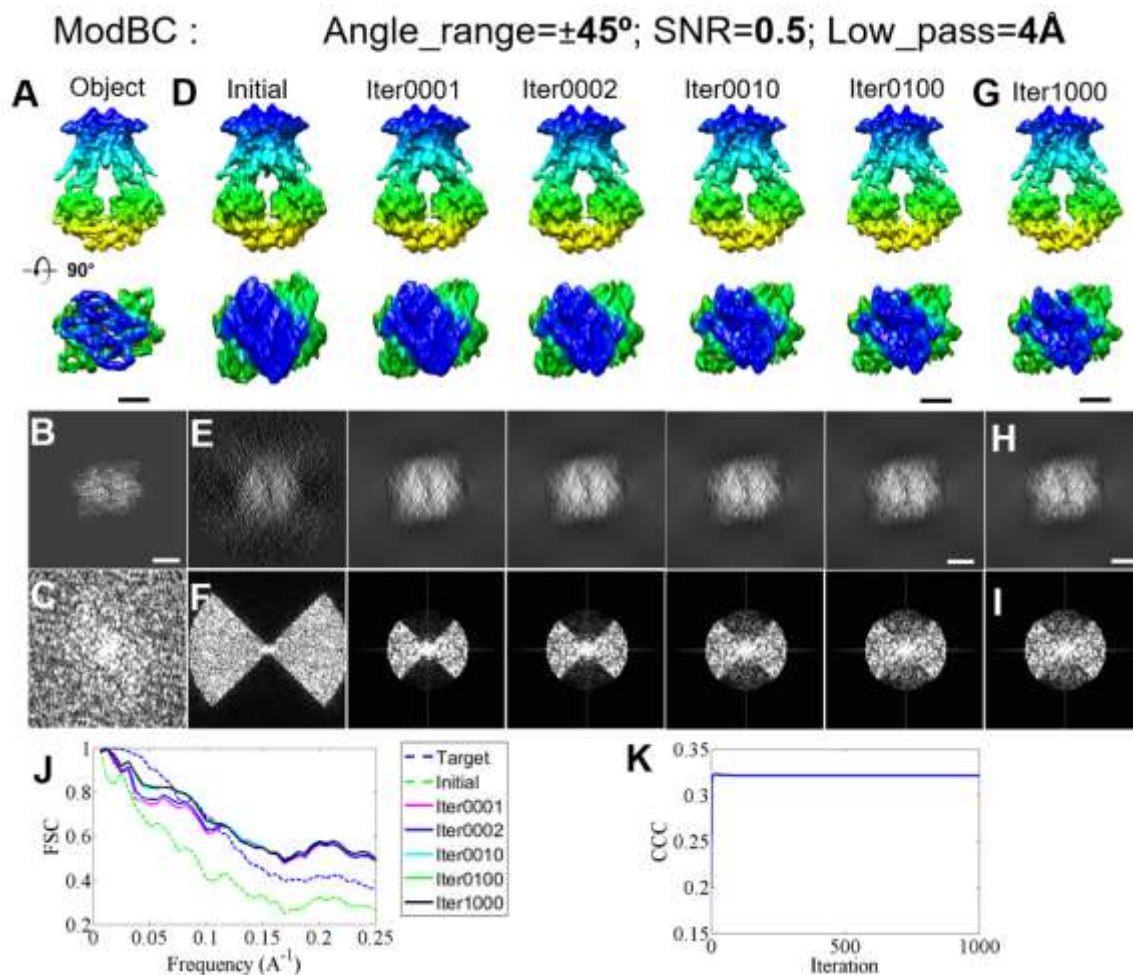 ModBC : Angle_range=±45º; SNR=0.5; Low_pass=4Å
A Object D Initial Iter0001 Iter0002 Iter0010 Iter0100 G Iter1000
90°
B E H
C F I
J
1
0.8
0.6
0.4
0.2
FSC
0 0.05 0.1 0.15 0.2 0.25
Frequency (A⁻¹)
Target
Initial
Iter0001
Iter0002
Iter0010
Iter0100
Iter1000
K
0.35
0.3
0.25
0.2
0.15
CCC
0 500 1000
Iteration